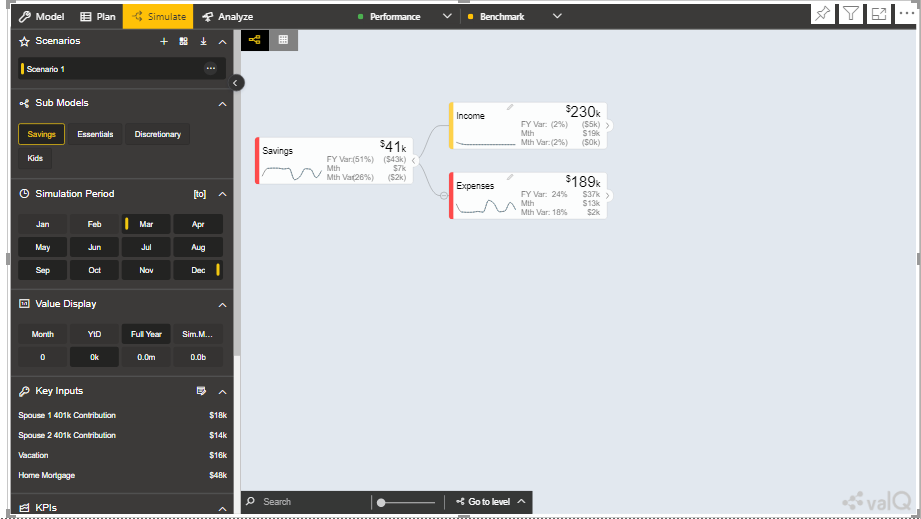 Model Plan Simulate Analyze Performance Benchmark
Scenarios
Scenario 1
Sub Models
Savings Essentials Discretionary
Kids
Simulation Period [to]
Jan Feb Mar Apr
May Jun Jul Aug
Sep Oct Nov Dec
Value Display
Month YtD Full Year Sim.M...
0 0k 0.0m 0.0b
Key Inputs
Spouse 1 401k Contribution $18k
Spouse 2 401k Contribution $14k
Vacation $16k
Home Mortgage $48k
KPIs
Savings $41k
FY Var:(51%) ($43k)
Mth $7k
Mth Var(26%) ($2k)
Income $230k
FY Var: (2%) ($5k)
Mth $19k
Mth Var:(2%) ($0k)
Expenses $189k
FY Var: 24% $37k
Mth $13k
Mth Var: 18% $2k
Search Go to level
valQ